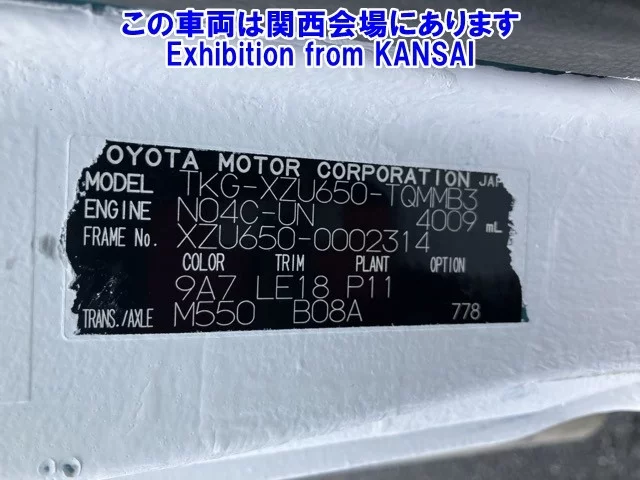 この車両は関西会場にあります
Exhibition from KANSAI
OYOTA MOTOR CORPORATION JAP
MODEL TKG-XZU650-TQMMB3
ENGINE N04C-UN 4009 mL
FRAME No. XZU650-0002314
COLOR TRIM PLANT OPTION
9A7 LE18 P11
TRANS./AXLE M550 B08A 778